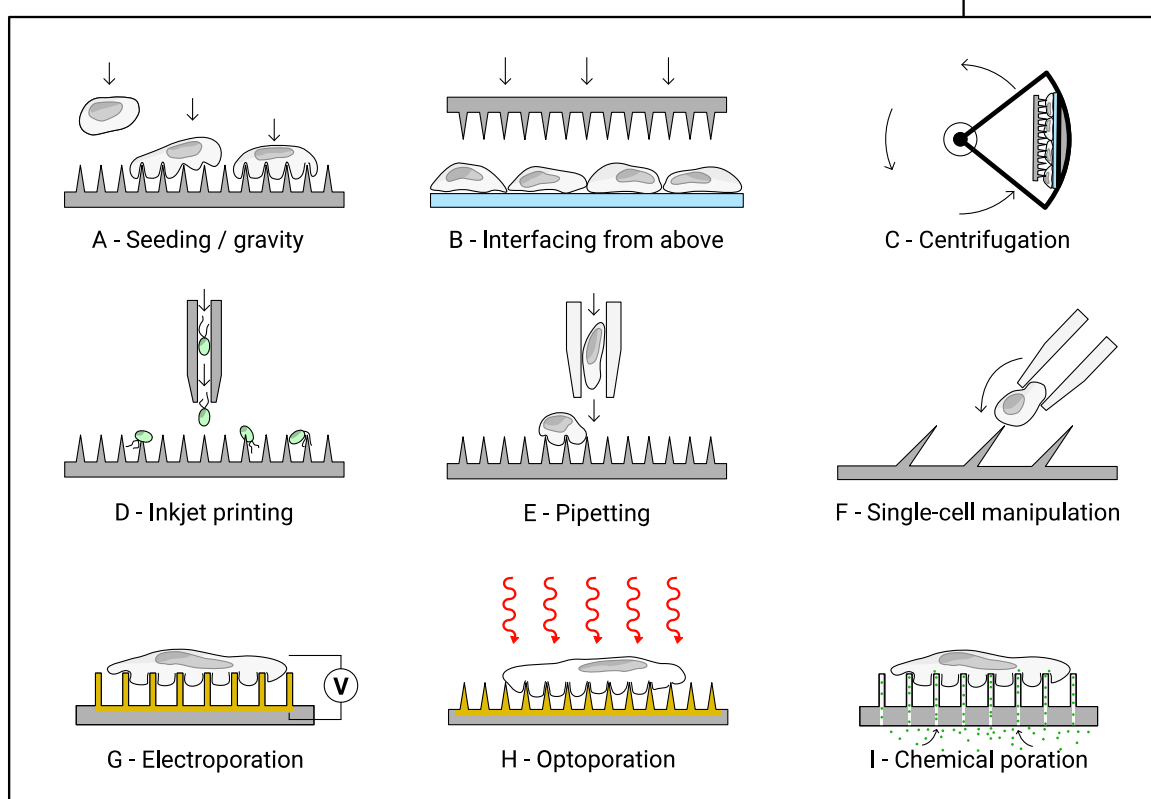 A - Seeding / gravity
B - Interfacing from above
C - Centrifugation
D - Inkjet printing
E - Pipetting
F - Single-cell manipulation
V
G - Electroporation
H - Optoporation
I - Chemical poration